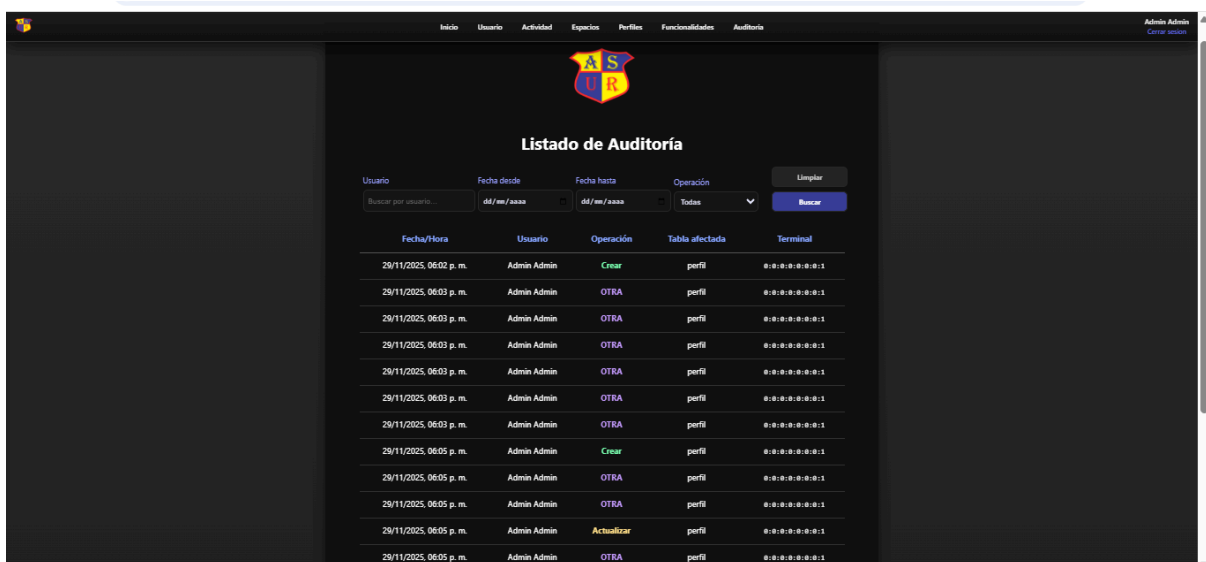 Inicio Usuario Actividad Espacios Perfiles Funcionalidades Auditoría Admin Admin
Cerrar sesion
A S
U R
Listado de Auditoría
Usuario Fecha desde Fecha hasta Operación Limpiar
Buscar por usuario... dd/mm/aaaa dd/mm/aaaa Todas Buscar
Fecha/Hora Usuario Operación Tabla afectada Terminal
29/11/2025, 06:02 p. m. Admin Admin Crear perfil 0:0:0:0:0:0:0:1
29/11/2025, 06:03 p. m. Admin Admin OTRA perfil 0:0:0:0:0:0:0:1
29/11/2025, 06:03 p. m. Admin Admin OTRA perfil 0:0:0:0:0:0:0:1
29/11/2025, 06:03 p. m. Admin Admin OTRA perfil 0:0:0:0:0:0:0:1
29/11/2025, 06:03 p. m. Admin Admin OTRA perfil 0:0:0:0:0:0:0:1
29/11/2025, 06:03 p. m. Admin Admin OTRA perfil 0:0:0:0:0:0:0:1
29/11/2025, 06:03 p. m. Admin Admin OTRA perfil 0:0:0:0:0:0:0:1
29/11/2025, 06:05 p. m. Admin Admin Crear perfil 0:0:0:0:0:0:0:1
29/11/2025, 06:05 p. m. Admin Admin OTRA perfil 0:0:0:0:0:0:0:1
29/11/2025, 06:05 p. m. Admin Admin OTRA perfil 0:0:0:0:0:0:0:1
29/11/2025, 06:05 p. m. Admin Admin Actualizar perfil 0:0:0:0:0:0:0:1
29/11/2025, 06:05 p. m. Admin Admin OTRA perfil 0:0:0:0:0:0:0:1